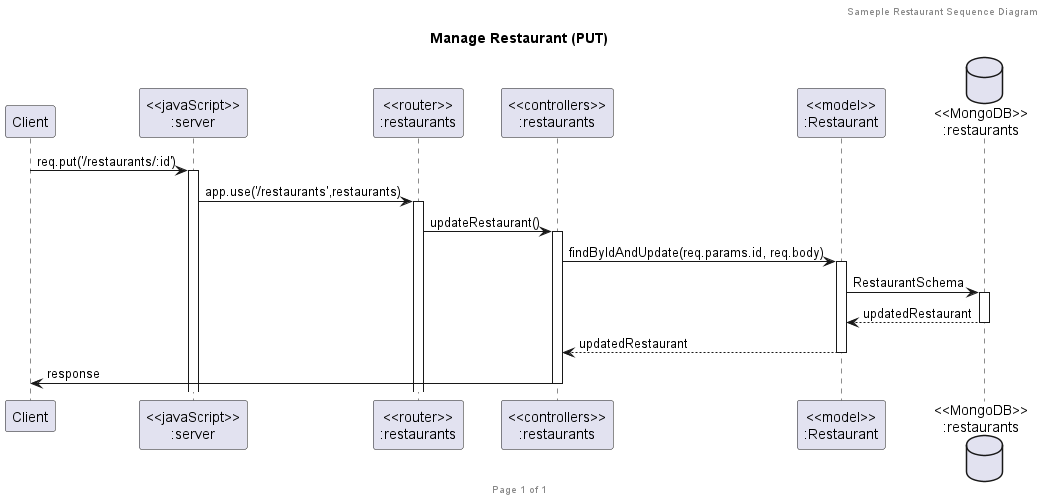 Sameple Restaurant Sequence Diagram
Manage Restaurant (PUT)
Client
<<javaScript>>
:server
<<router>>
:restaurants
<<controllers>>
:restaurants
<<model>>
:Restaurant
<<MongoDB>>
:restaurants
req.put('/restaurants/:id')
app.use('/restaurants',restaurants)
updateRestaurant()
findByIdAndUpdate(req.params.id, req.body)
RestaurantSchema
updatedRestaurant
updatedRestaurant
response
Client
<<javaScript>>
:server
<<router>>
:restaurants
<<controllers>>
:restaurants
<<model>>
:Restaurant
<<MongoDB>>
:restaurants
Page 1 of 1